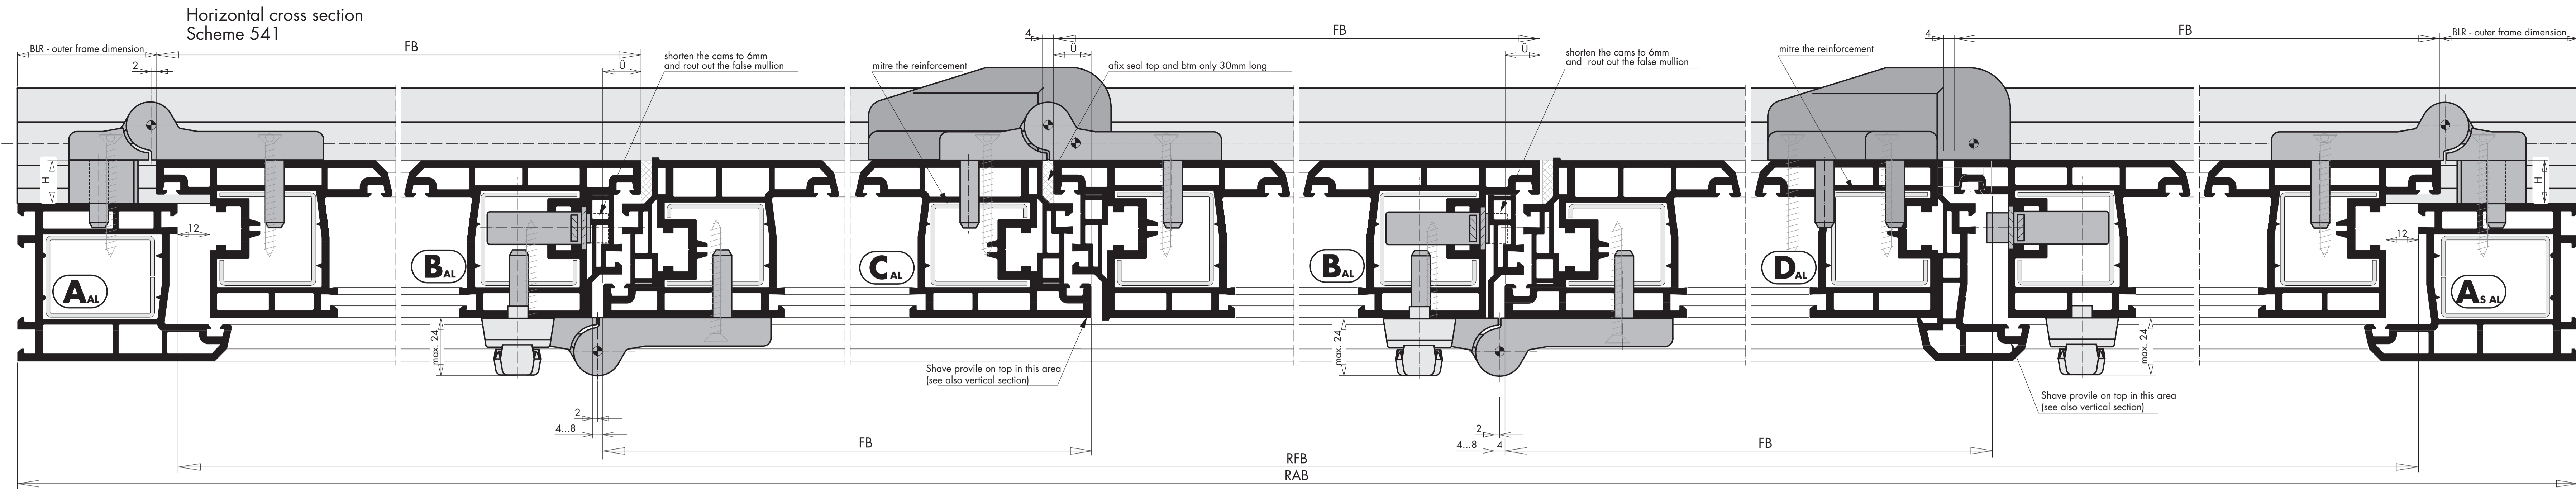 Horizontal cross section
Scheme 541
BLR - outer frame dimension
FB
2
Ü
shorten the cams to 6mm
and rout out the false mullion
mitre the reinforcement
4
FB
Ü
afix seal top and btm only 30mm long
Ü
shorten the cams to 6mm
and rout out the false mullion
mitre the reinforcement
4
FB
BLR - outer frame dimension
H
12
A AL
B AL
C AL
B AL
D AL
12
H
A S AL
max. 24
Shave provile on top in this area
(see also vertical section)
max. 24
max. 24
Shave provile on top in this area
(see also vertical section)
2
4...8
FB
2
4...8
4
FB
RFB
RAB